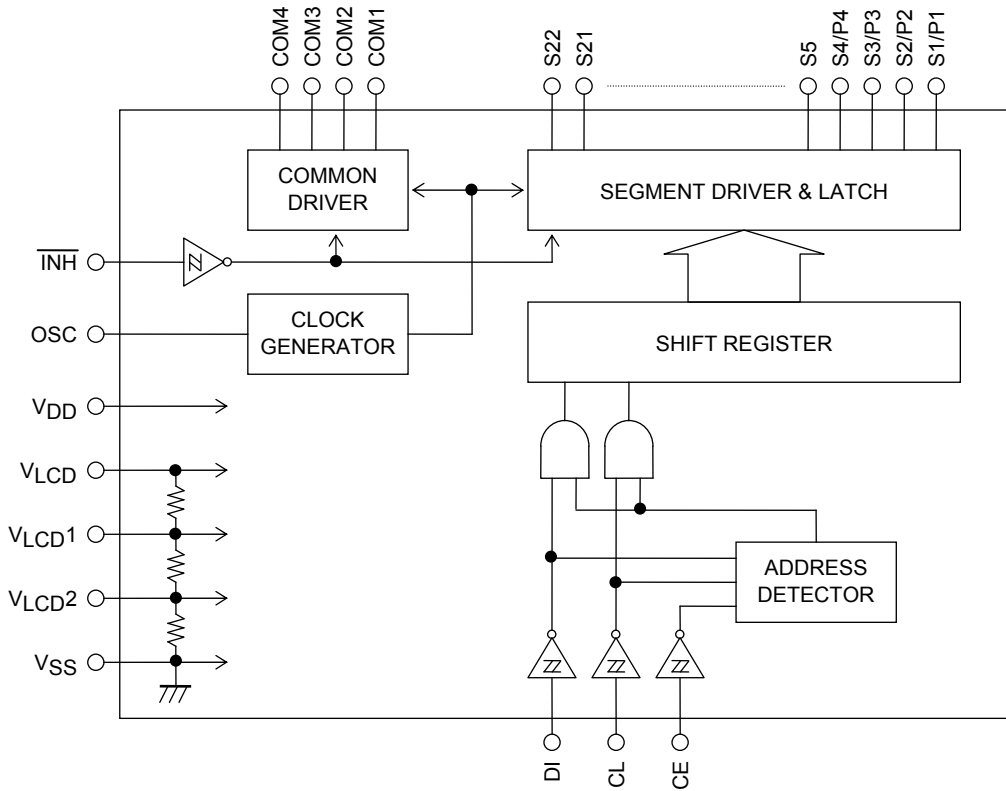 COM4
COM3
COM2
COM1
S22
S21
S5
S4/P4
S3/P3
S2/P2
S1/P1
COMMON
DRIVER
SEGMENT DRIVER & LATCH
INH
OSC
CLOCK
GENERATOR
SHIFT REGISTER
VDD
VLCD
VLCD1
VLCD2
VSS
ADDRESS
DETECTOR
DI
CL
CE